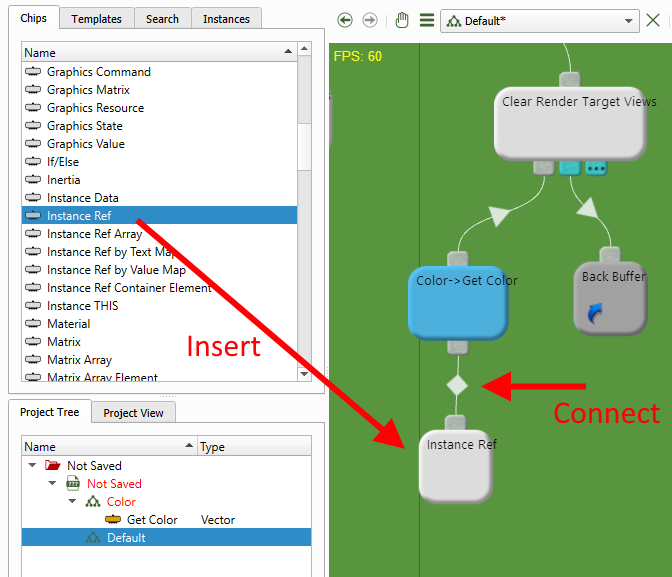 Chips
Templates
Search
Instances
Name
Graphics Command
Graphics Matrix
Graphics Resource
Graphics State
Graphics Value
If/Else
Inertia
Instance Data
Instance Ref
Instance Ref Array
Instance Ref by Text Map
Instance Ref by Value Map
Instance Ref Container Element
Instance THIS
Material
Matrix
Matrix Array
Matrix Array Element
Insert
Project Tree
Project View
Name
Type
Not Saved
Not Saved
Color
Get Color
Vector
Default
Default*
FPS: 60
Clear Render Target Views
Color->Get Color
Back Buffer
Connect
Instance Ref